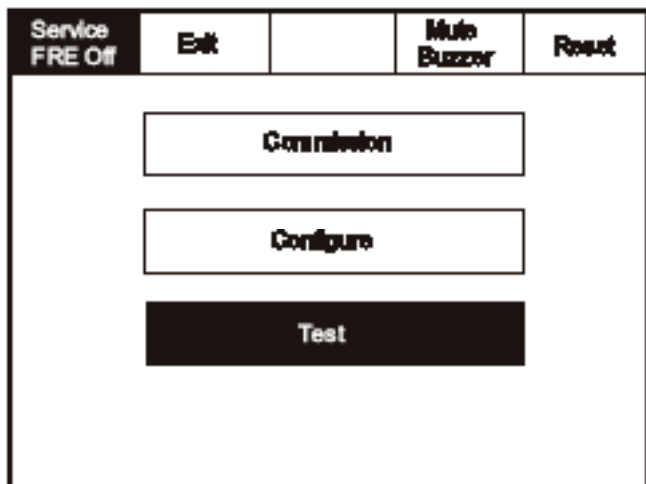 Service
FRE Off
Exit
Mute
Buzzer
Reset
Commission
Configure
Test